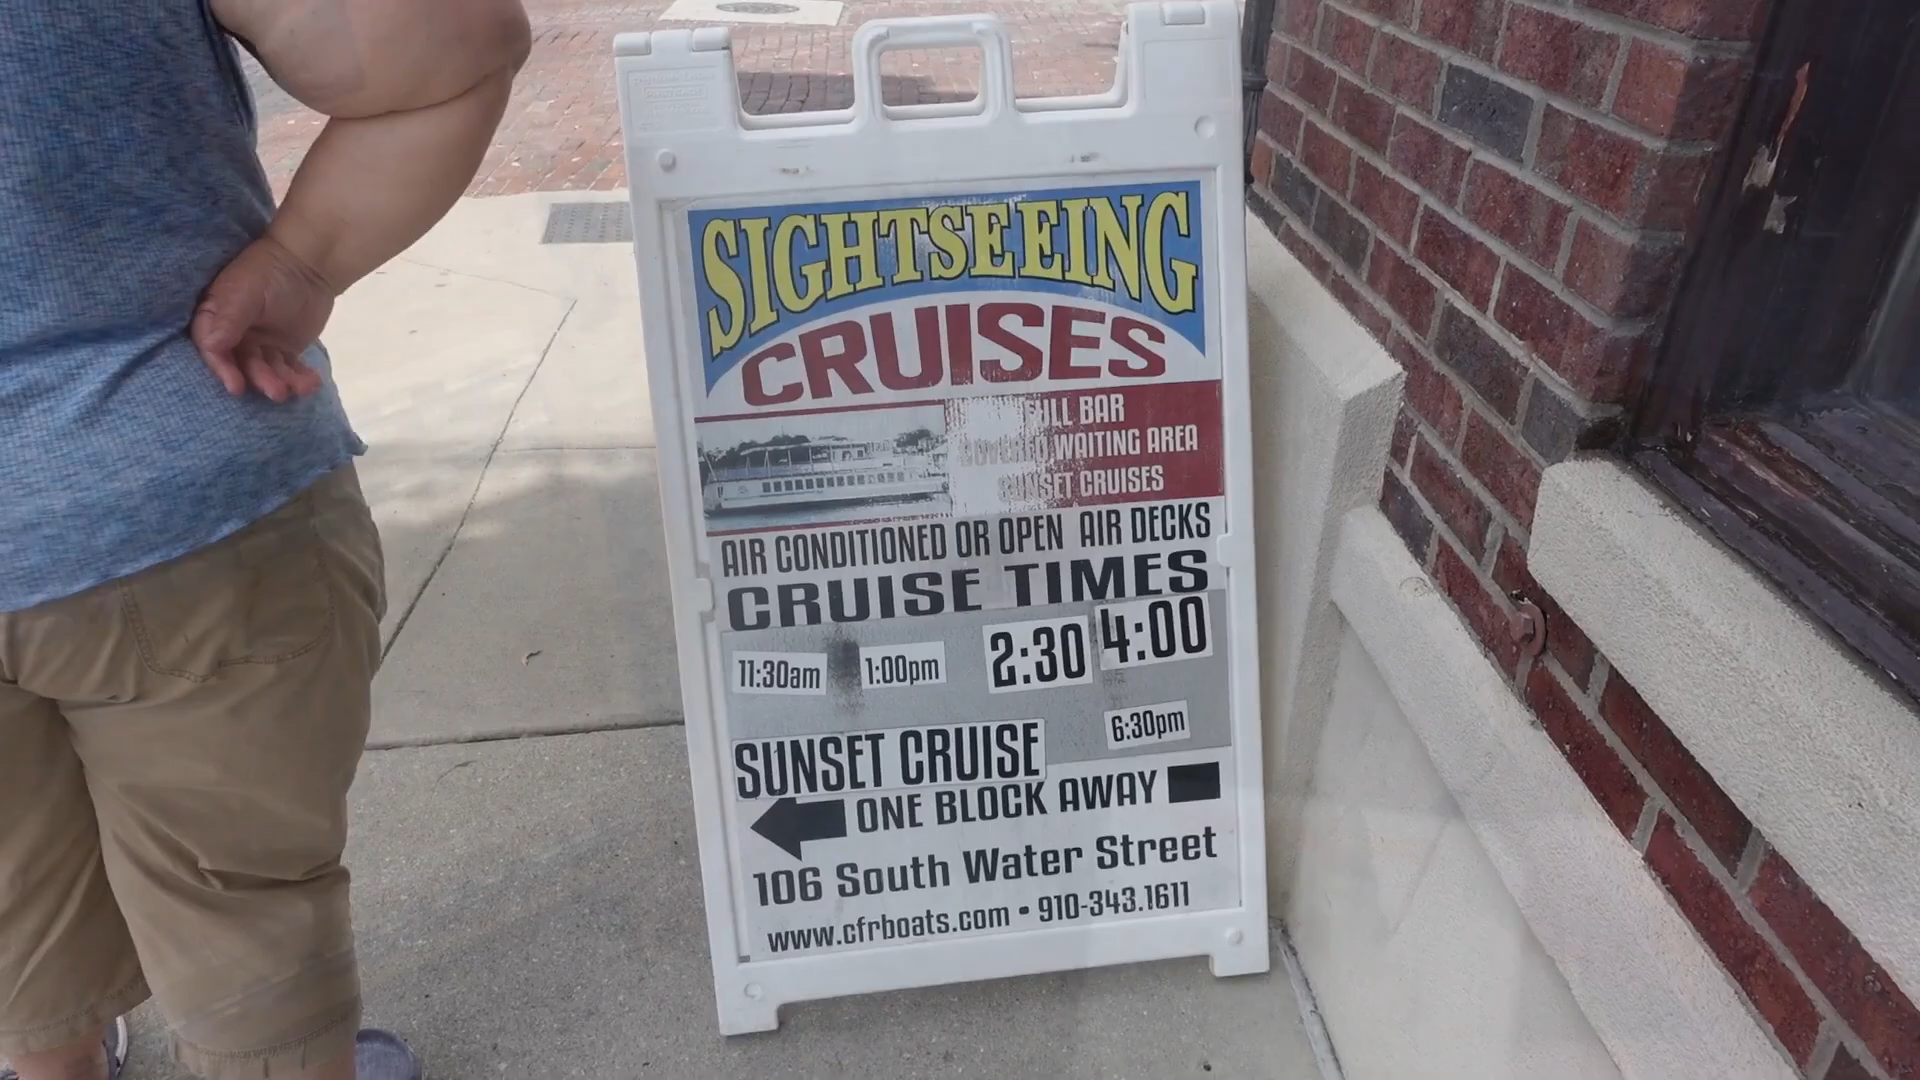 SIGHTSEEING
CRUISES
FULL BAR
COVERED WAITING AREA
SUNSET CRUISES
AIR CONDITIONED OR OPEN AIR DECKS
CRUISE TIMES
11:30am 1:00pm 2:30 4:00
6:30pm
SUNSET CRUISE
ONE BLOCK AWAY
106 South Water Street
www.cfrboats.com • 910-343.1611